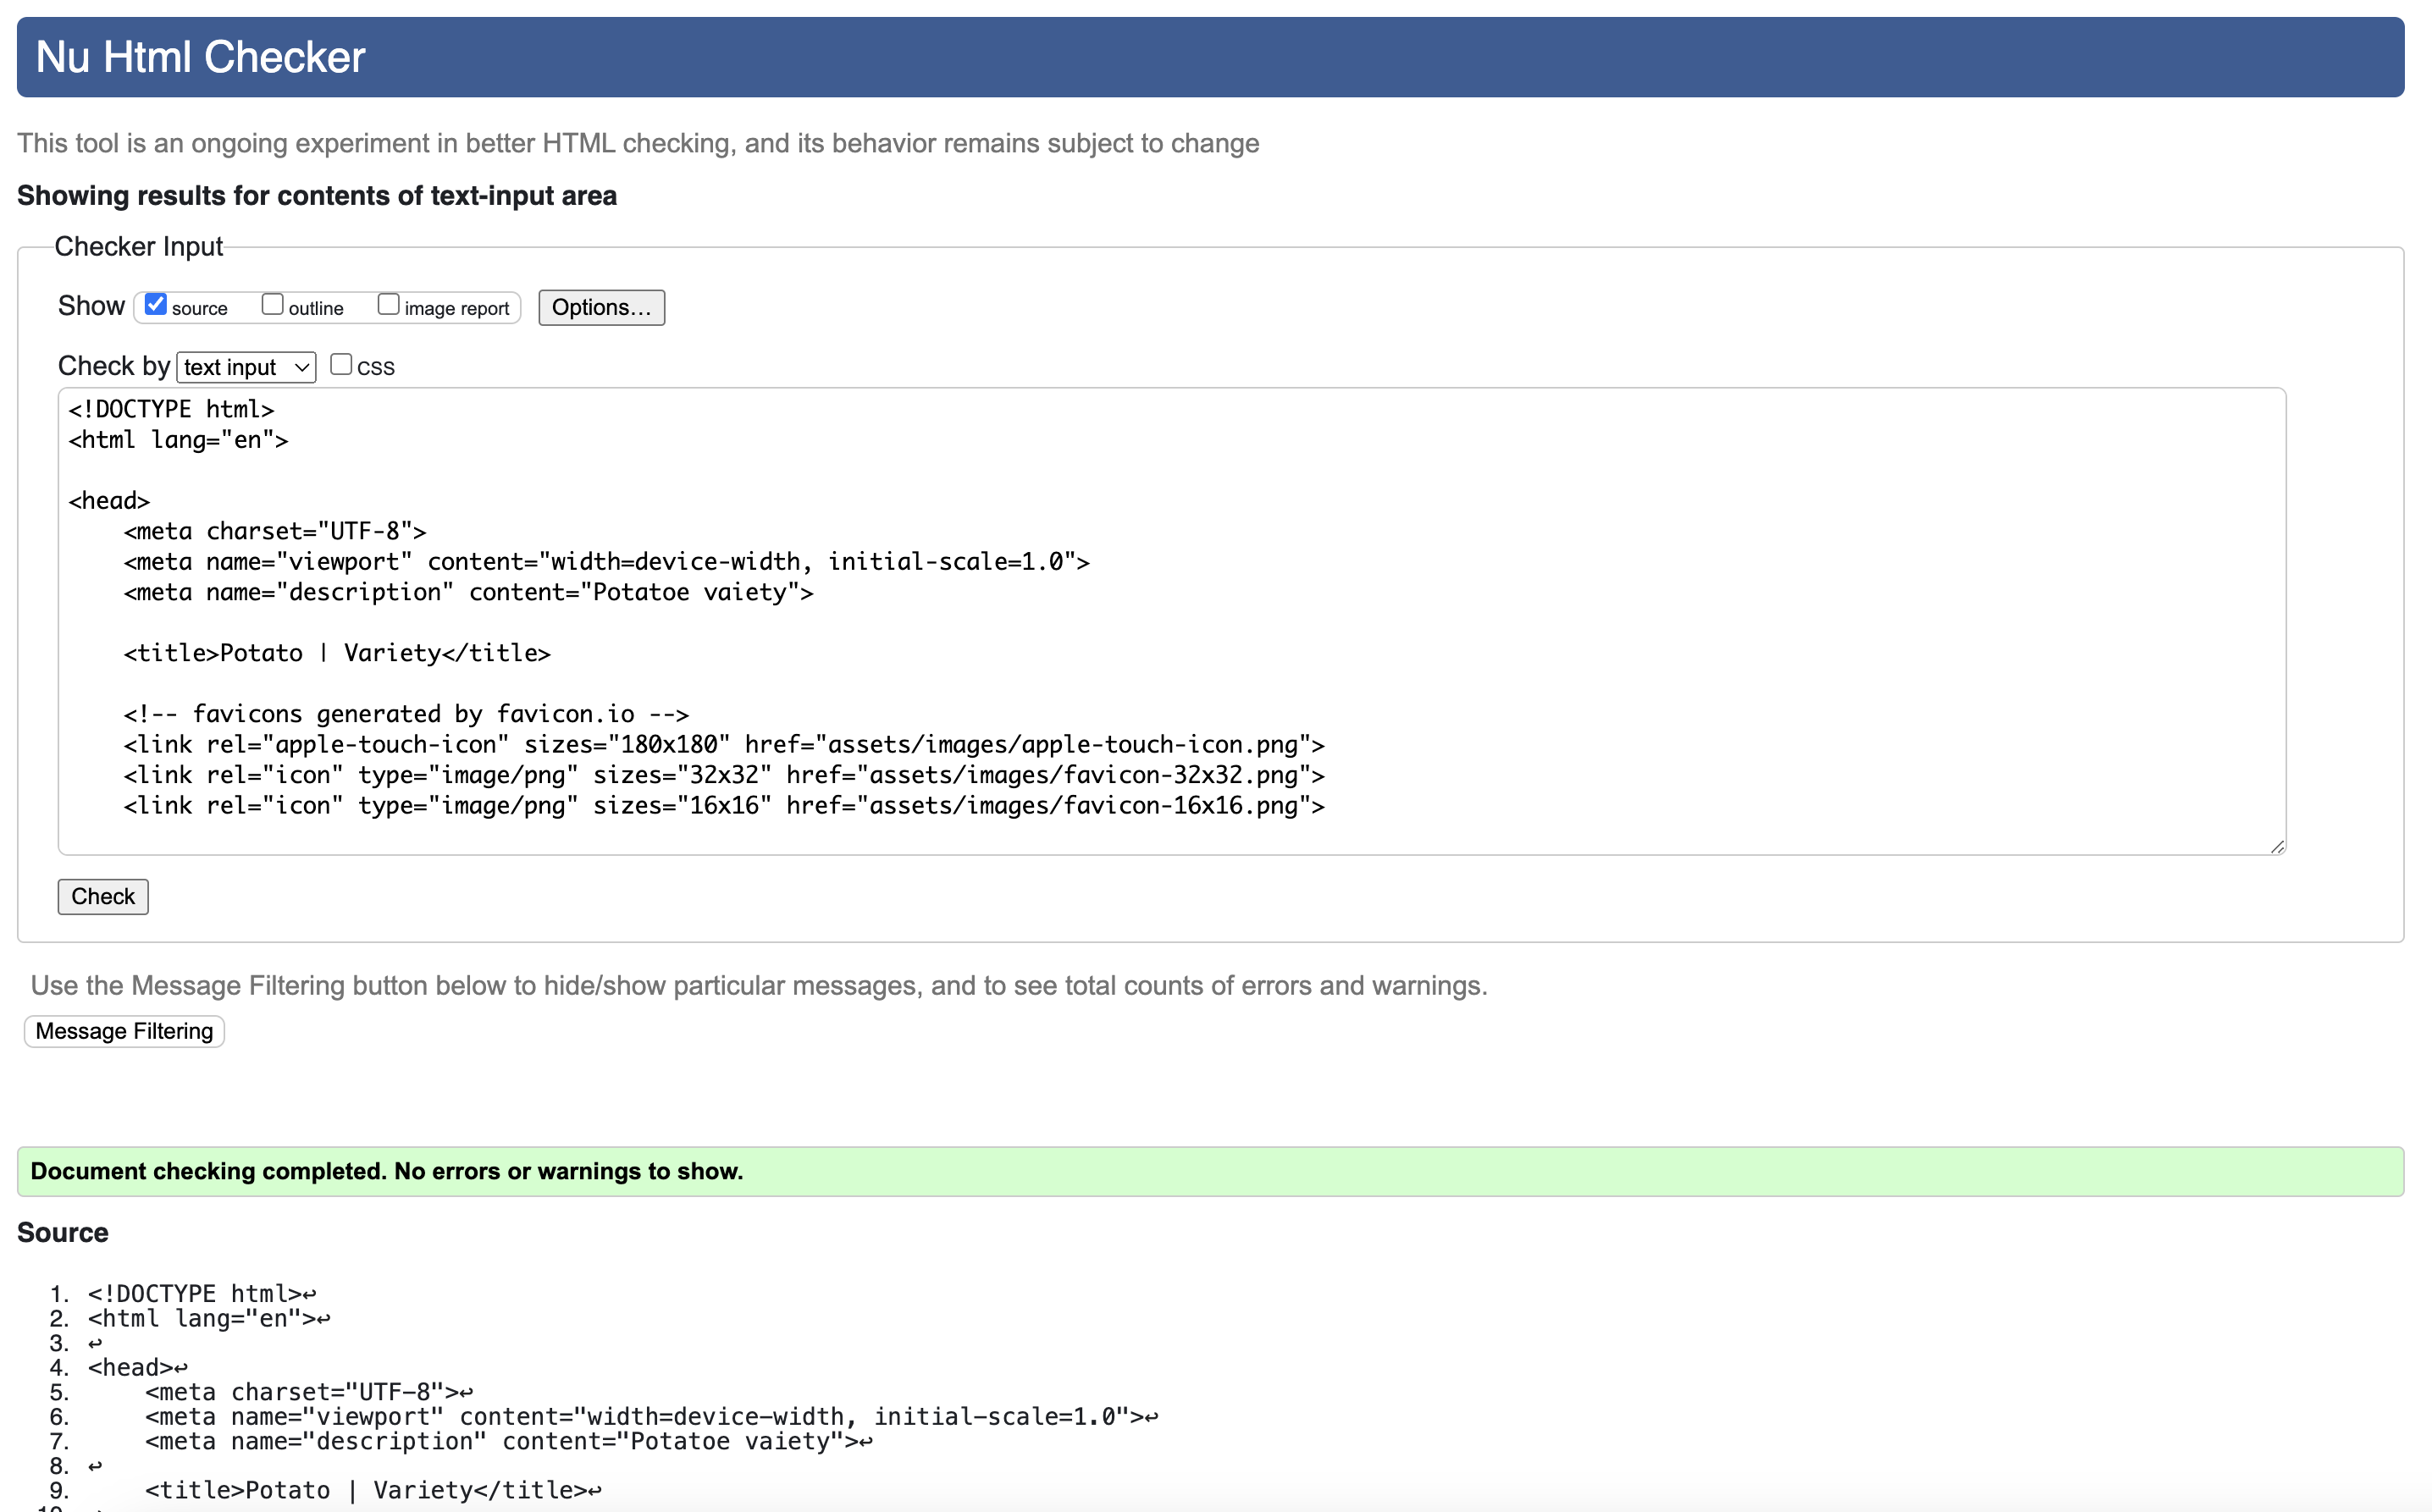 Nu Html Checker
This tool is an ongoing experiment in better HTML checking, and its behavior remains subject to change
Showing results for contents of text-input area
Checker Input
Show source outline image report Options...
Check by text input css
<!DOCTYPE html>
<html lang="en">
<head>
    <meta charset="UTF-8">
    <meta name="viewport" content="width=device-width, initial-scale=1.0">
    <meta name="description" content="Potatoe vaiety">
    <title>Potato | Variety</title>
    <!-- favicons generated by favicon.io -->
    <link rel="apple-touch-icon" sizes="180x180" href="assets/images/apple-touch-icon.png">
    <link rel="icon" type="image/png" sizes="32x32" href="assets/images/favicon-32x32.png">
    <link rel="icon" type="image/png" sizes="16x16" href="assets/images/favicon-16x16.png">
Check
Use the Message Filtering button below to hide/show particular messages, and to see total counts of errors and warnings.
Message Filtering
Document checking completed. No errors or warnings to show.
Source
1. <!DOCTYPE html>↩
2. <html lang="en">↩
3. ↩
4. <head>↩
5.     <meta charset="UTF-8">↩
6.     <meta name="viewport" content="width=device-width, initial-scale=1.0">↩
7.     <meta name="description" content="Potatoe vaiety">↩
8. ↩
9.     <title>Potato | Variety</title>↩